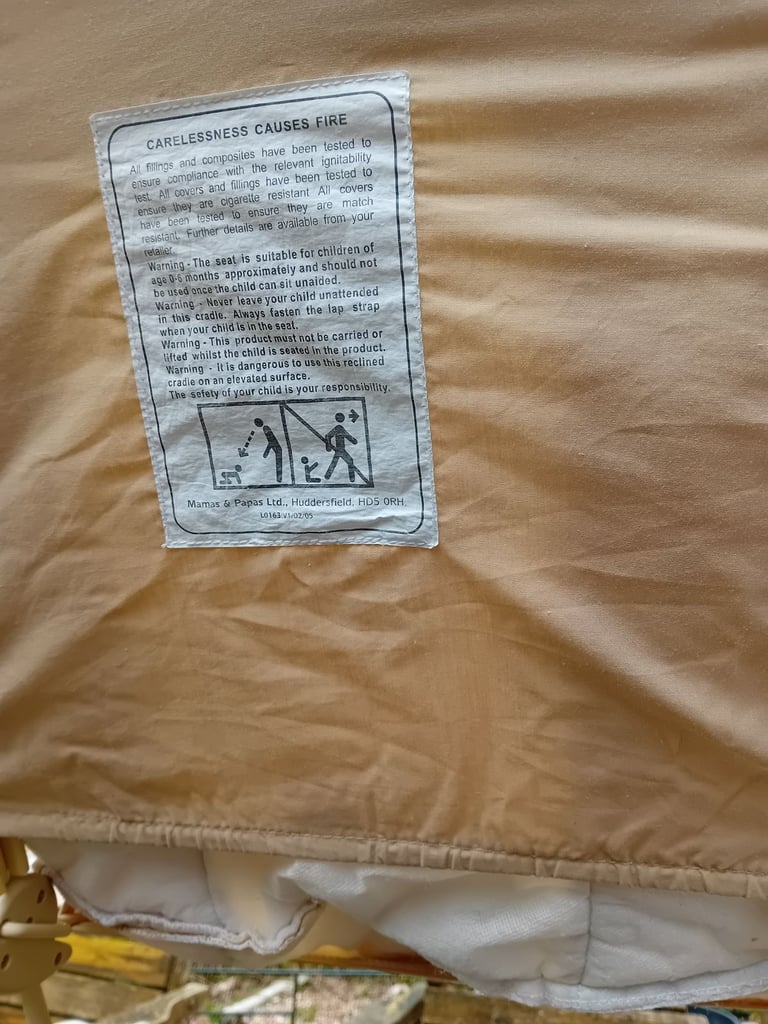 CARELESSNESS CAUSES FIRE
All fillings and composites have been tested to
ensure compliance with the relevant ignitability
test. All covers and fillings have been tested to
ensure they are cigarette resistant All covers
have been tested to ensure they are match
resistant. Further details are available from your
retailer.
Warning - The seat is suitable for children of
age 0-6 months approximately and should not
be used once the child can sit unaided.
Warning - Never leave your child unattended
in this cradle. Always fasten the lap strap
when your child is in the seat.
Warning - This product must not be carried or
lifted whilst the child is seated in the product.
Warning - It is dangerous to use this reclined
cradle on an elevated surface.
The safety of your child is your responsibility.
Mamas & Papas Ltd., Huddersfield, HD5 0RH.
L0163.V1/02/05